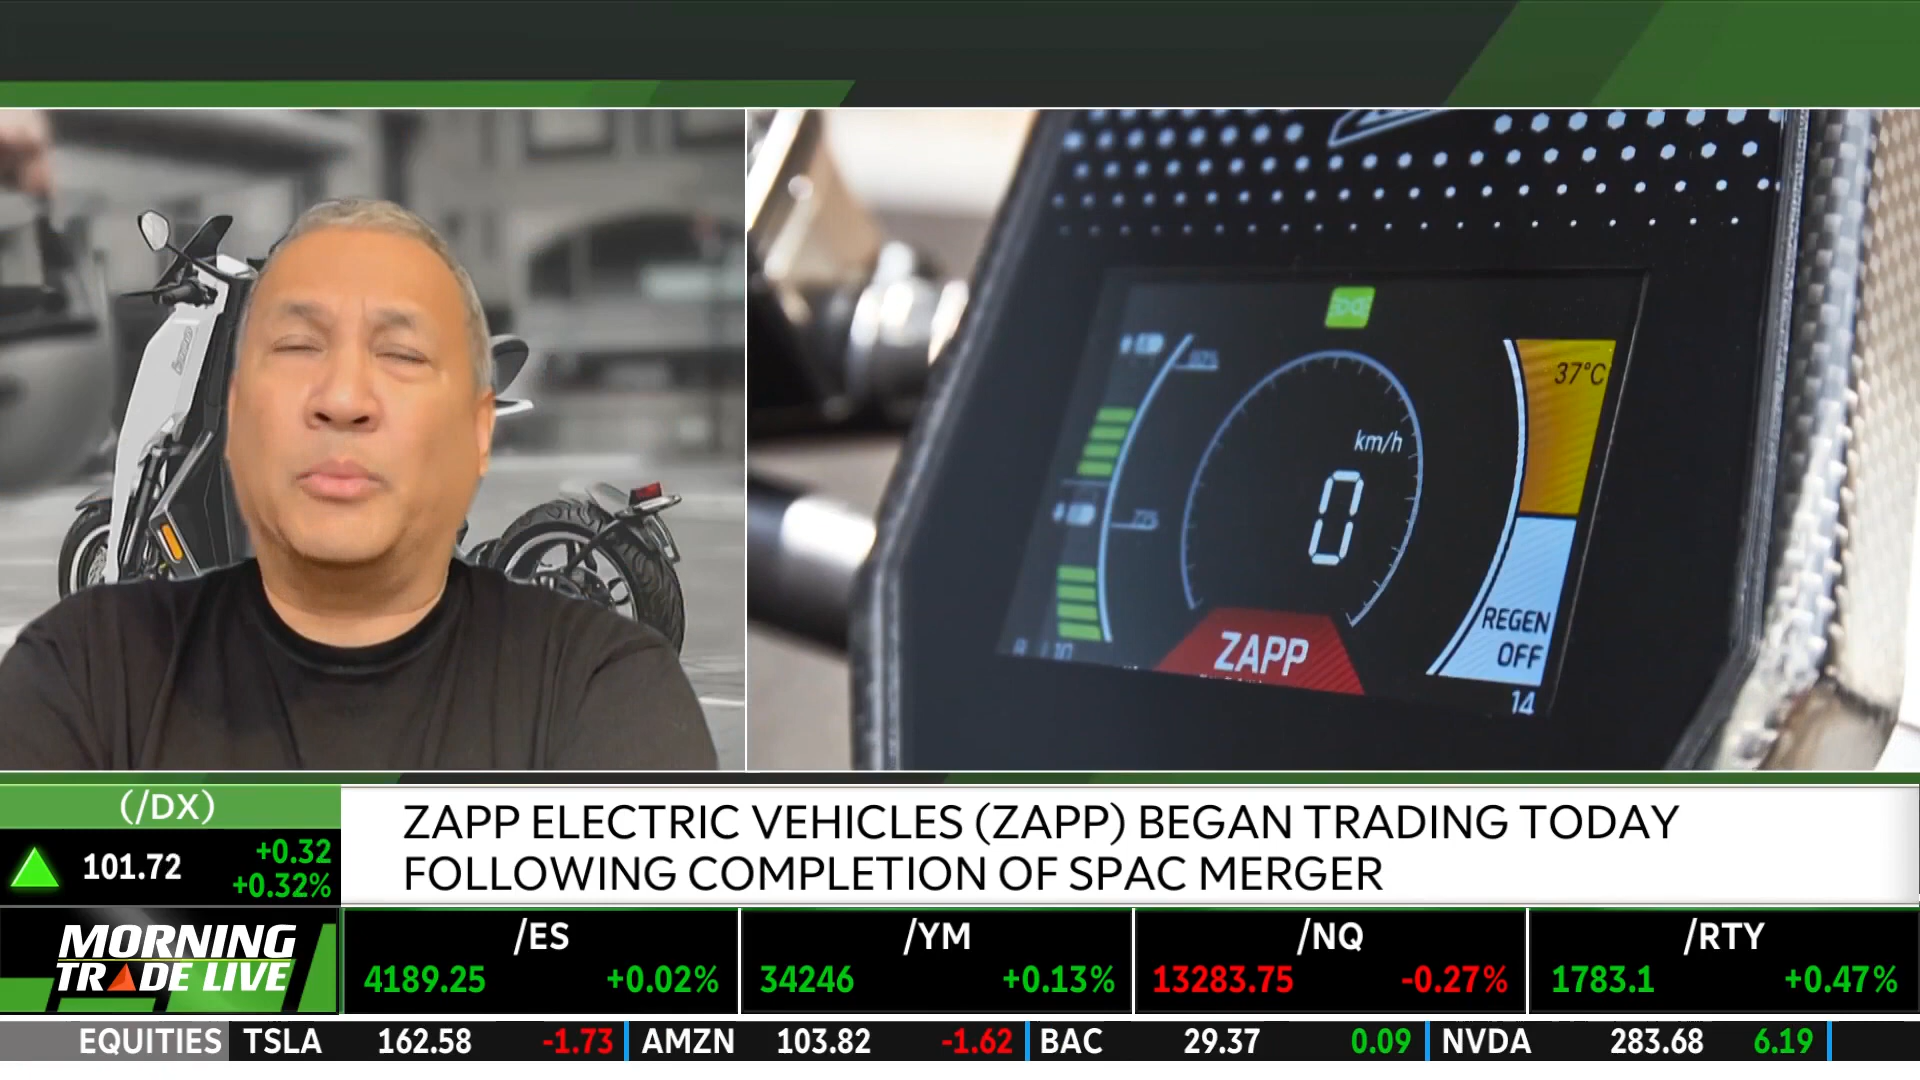 37°C
km/h
0
REGEN
OFF
ZAPP
14
(/DX)
101.72
+0.32
+0.32%
ZAPP ELECTRIC VEHICLES (ZAPP) BEGAN TRADING TODAY
FOLLOWING COMPLETION OF SPAC MERGER
MORNING
TRADE LIVE
/ES
4189.25 +0.02%
/YM
34246 +0.13%
/NQ
13283.75 -0.27%
/RTY
1783.1 +0.47%
EQUITIES TSLA 162.58 -1.73 AMZN 103.82 -1.62 BAC 29.37 0.09 NVDA 283.68 6.19